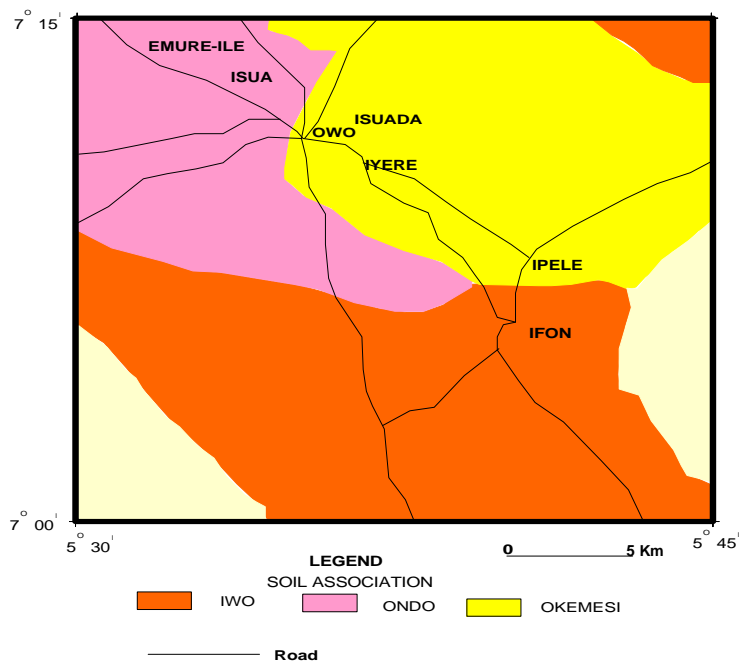 7° 15'
EMURE-ILE
ISUA
ISUADA
OWO
IYERE
IPELE
IFON
7° 00'
5° 30'
5° 45'
0 5 Km
LEGEND
SOIL ASSOCIATION
IWO ONDO OKEMESI
Road